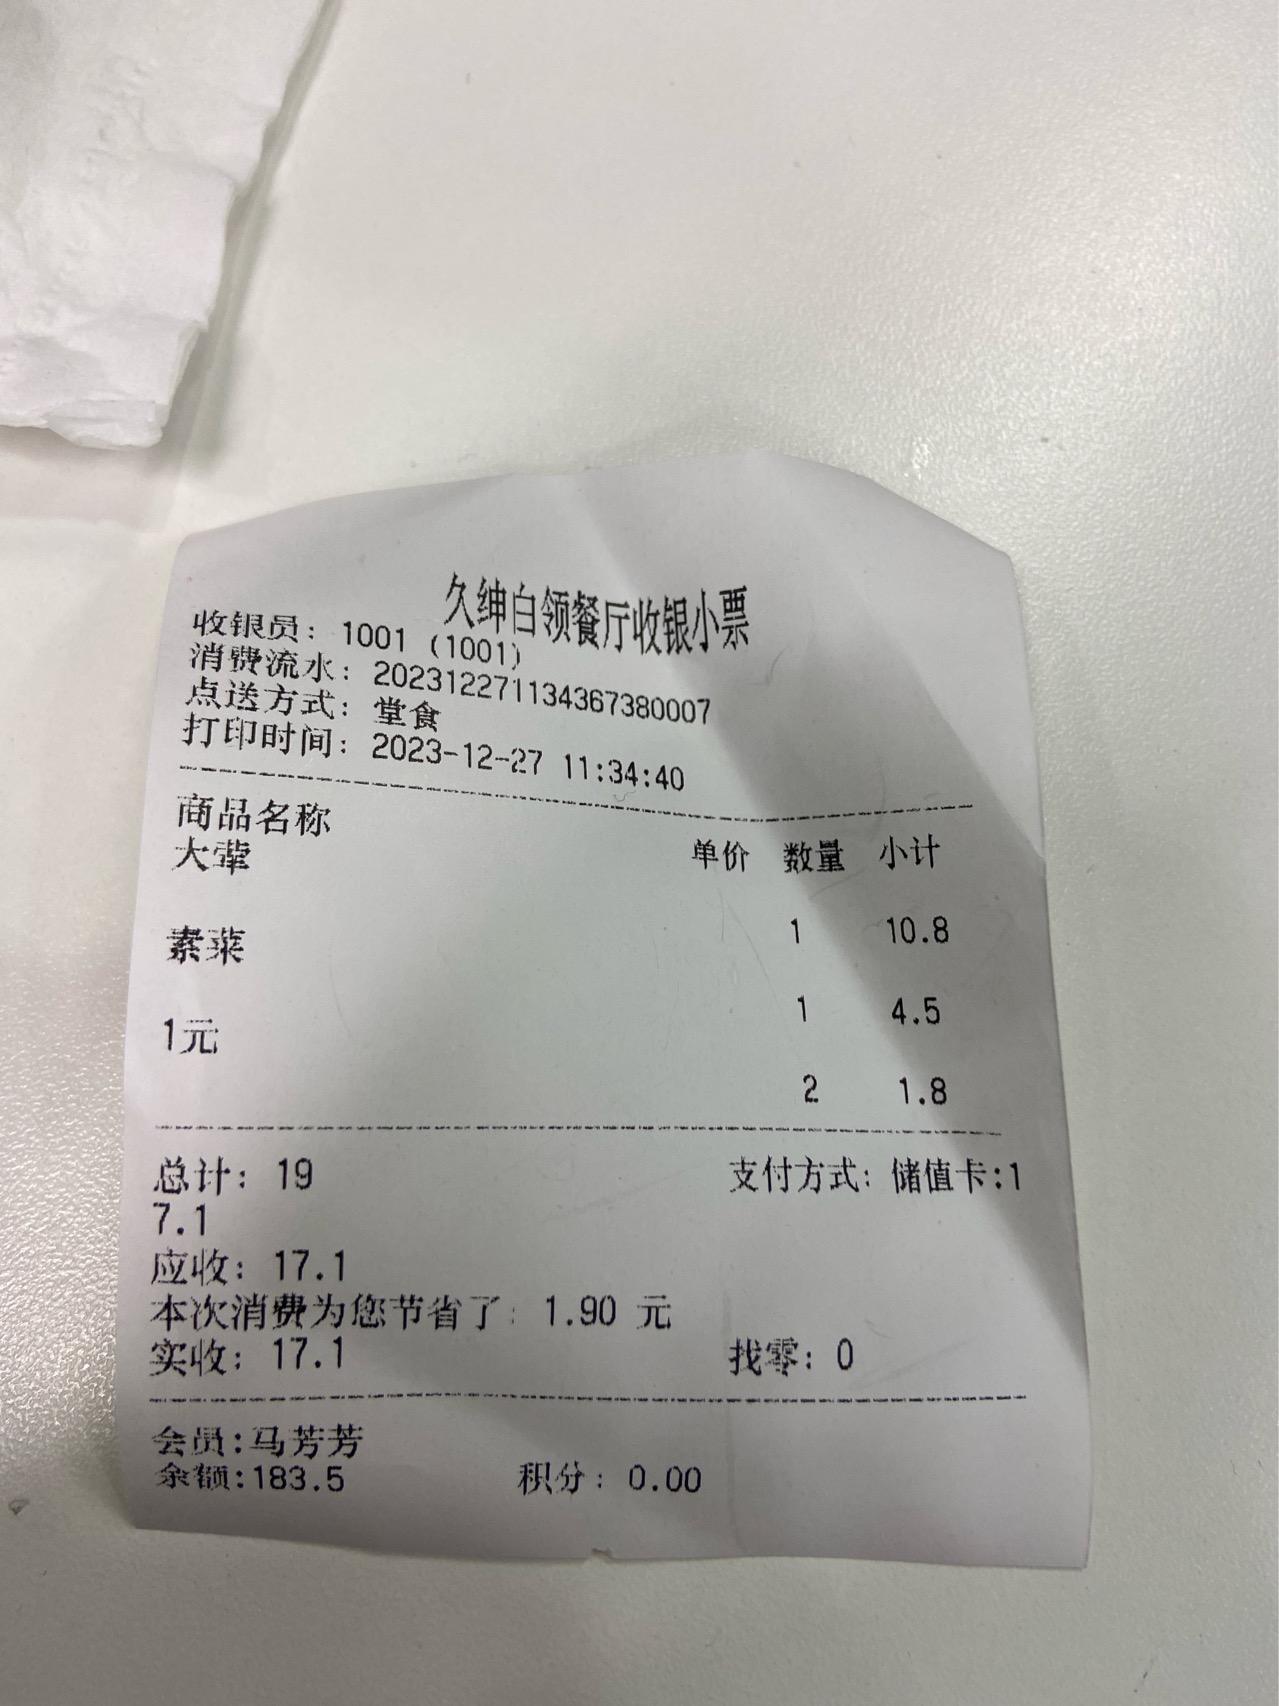 久绅白领餐厅收银小票
收银员：1001 (1001)
消费流水：202312271134367380007
点送方式：堂食
打印时间：2023-12-27 11:34:40
商品名称 单价 数量 小计
大荤
1 10.8
素菜
1 4.5
1元
2 1.8
总计：19 支付方式：储值卡:1
7.1
应收：17.1
本次消费为您节省了：1.90 元
实收：17.1 找零：0
会员:马芳芳
余额:183.5 积分：0.00